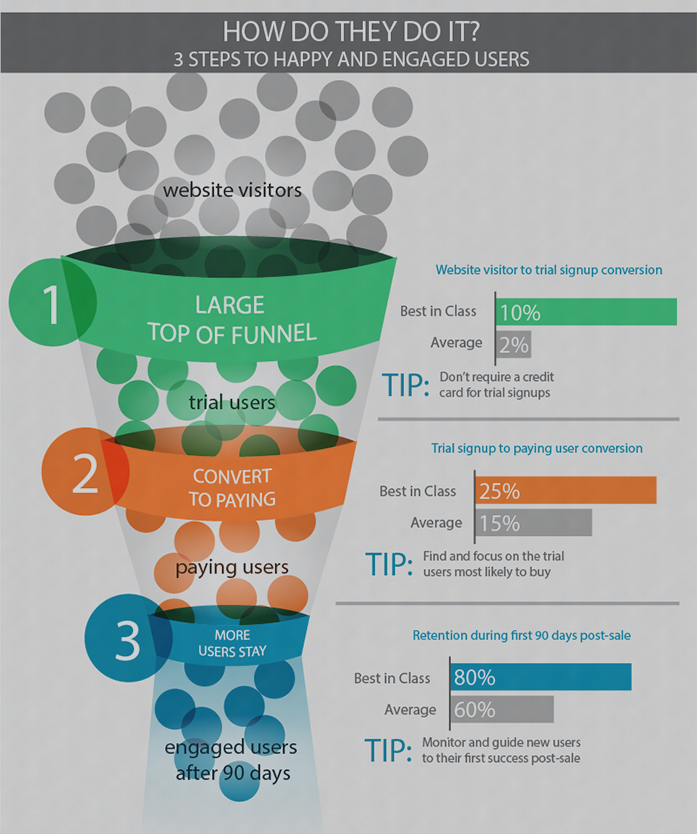 HOW DO THEY DO IT?
3 STEPS TO HAPPY AND ENGAGED USERS
website visitors
1
LARGE
TOP OF FUNNEL
Website visitor to trial signup conversion
Best in Class
10%
Average
2%
TIP:
Don't require a credit
card for trial signups
trial users
2
CONVERT
TO PAYING
Trial signup to paying user conversion
Best in Class
25%
Average
15%
TIP:
Find and focus on the trial
users most likely to buy
paying users
3
MORE
USERS STAY
Retention during first 90 days post-sale
Best in Class
80%
Average
60%
TIP:
Monitor and guide new users
to their first success post-sale
engaged users
after 90 days